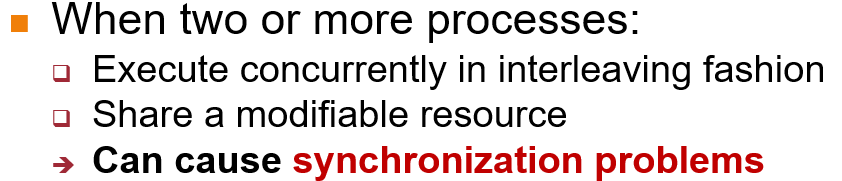 When two or more processes:
Execute concurrently in interleaving fashion
Share a modifiable resource
Can cause synchronization problems